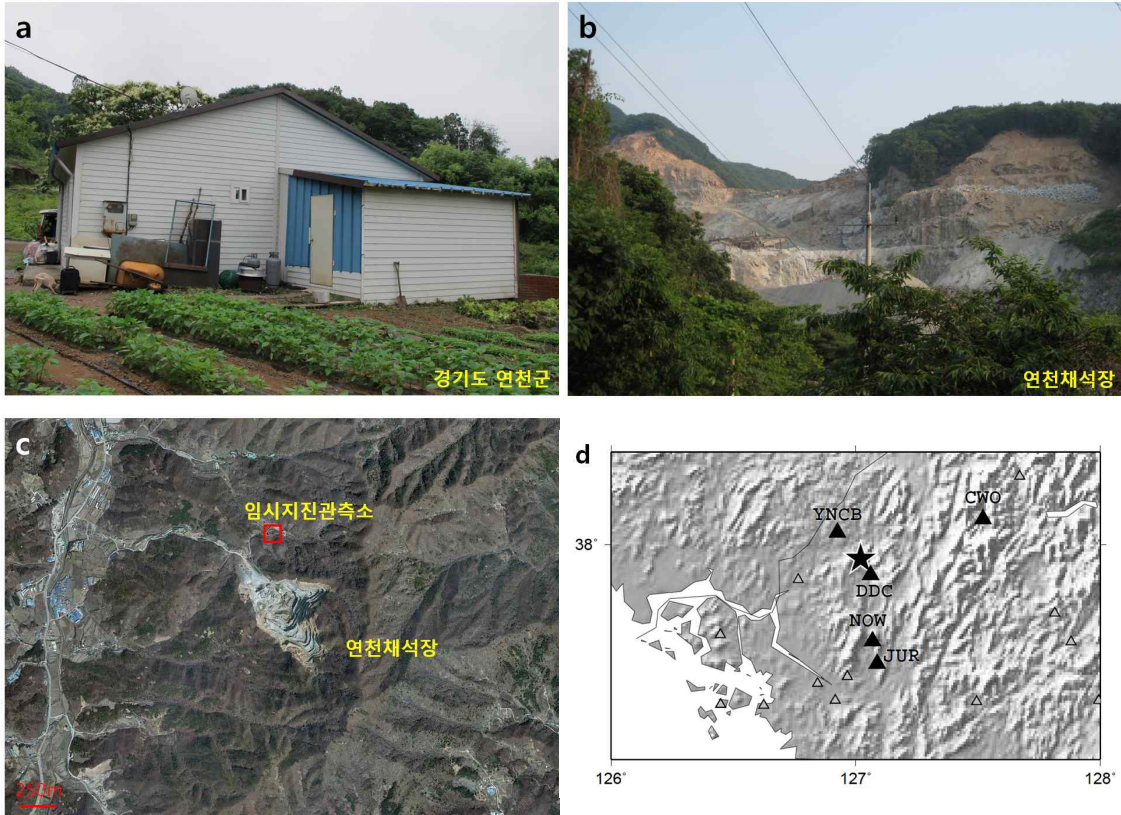 a
경기도 연천군
b
연천채석장
c
임시지진관측소
연천채석장
250m
d
CWO
YNCB
38°
DDC
NOW
JUR
126°
127°
128°